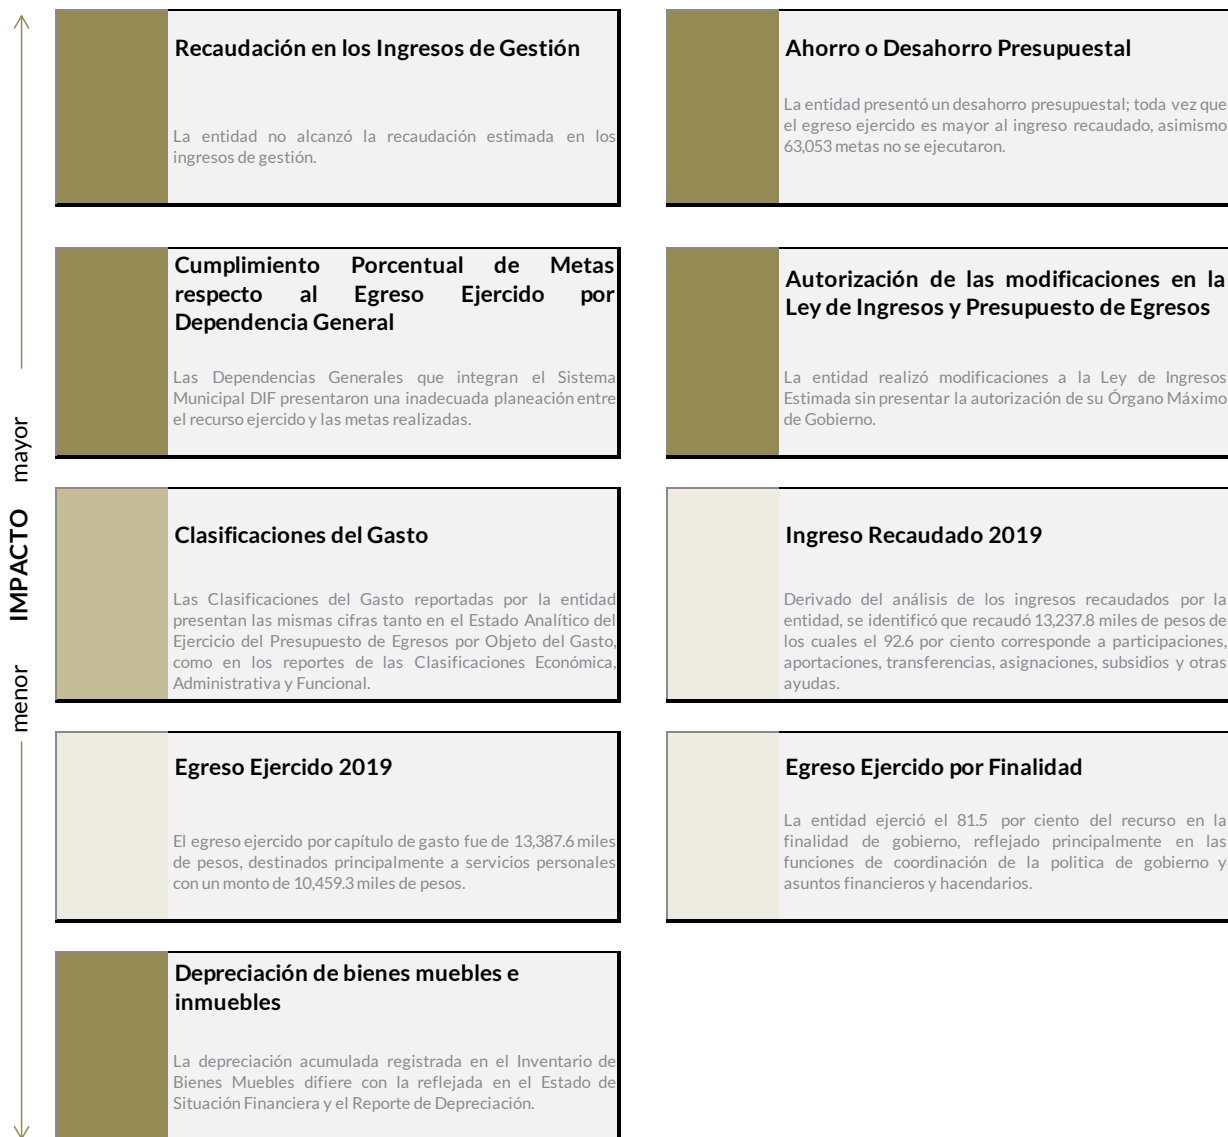 mayor
IMPACTO
menor
Recaudación en los Ingresos de Gestión
La entidad no alcanzó la recaudación estimada en los
ingresos de gestión.
Ahorro o Desahorro Presupuestal
La entidad presentó un desahorro presupuestal; toda vez que
el egreso ejercido es mayor al ingreso recaudado, asimismo
63,053 metas no se ejecutaron.
Cumplimiento Porcentual de Metas
respecto al Egreso Ejercido por
Dependencia General
Las Dependencias Generales que integran el Sistema
Municipal DIF presentaron una inadecuada planeación entre
el recurso ejercido y las metas realizadas.
Autorización de las modificaciones en la
Ley de Ingresos y Presupuesto de Egresos
La entidad realizó modificaciones a la Ley de Ingresos
Estimada sin presentar la autorización de su Órgano Máximo
de Gobierno.
Clasificaciones del Gasto
Las Clasificaciones del Gasto reportadas por la entidad
presentan las mismas cifras tanto en el Estado Analítico del
Ejercicio del Presupuesto de Egresos por Objeto del Gasto,
como en los reportes de las Clasificaciones Económica,
Administrativa y Funcional.
Ingreso Recaudado 2019
Derivado del análisis de los ingresos recaudados por la
entidad, se identificó que recaudó 13,237.8 miles de pesos de
los cuales el 92.6 por ciento corresponde a participaciones,
aportaciones, transferencias, asignaciones, subsidios y otras
ayudas.
Egreso Ejercido 2019
El egreso ejercido por capítulo de gasto fue de 13,387.6 miles
de pesos, destinados principalmente a servicios personales
con un monto de 10,459.3 miles de pesos.
Egreso Ejercido por Finalidad
La entidad ejerció el 81.5 por ciento del recurso en la
finalidad de gobierno, reflejado principalmente en las
funciones de coordinación de la politica de gobierno y
asuntos financieros y hacendarios.
Depreciación de bienes muebles e
inmuebles
La depreciación acumulada registrada en el Inventario de
Bienes Muebles difiere con la reflejada en el Estado de
Situación Financiera y el Reporte de Depreciación.